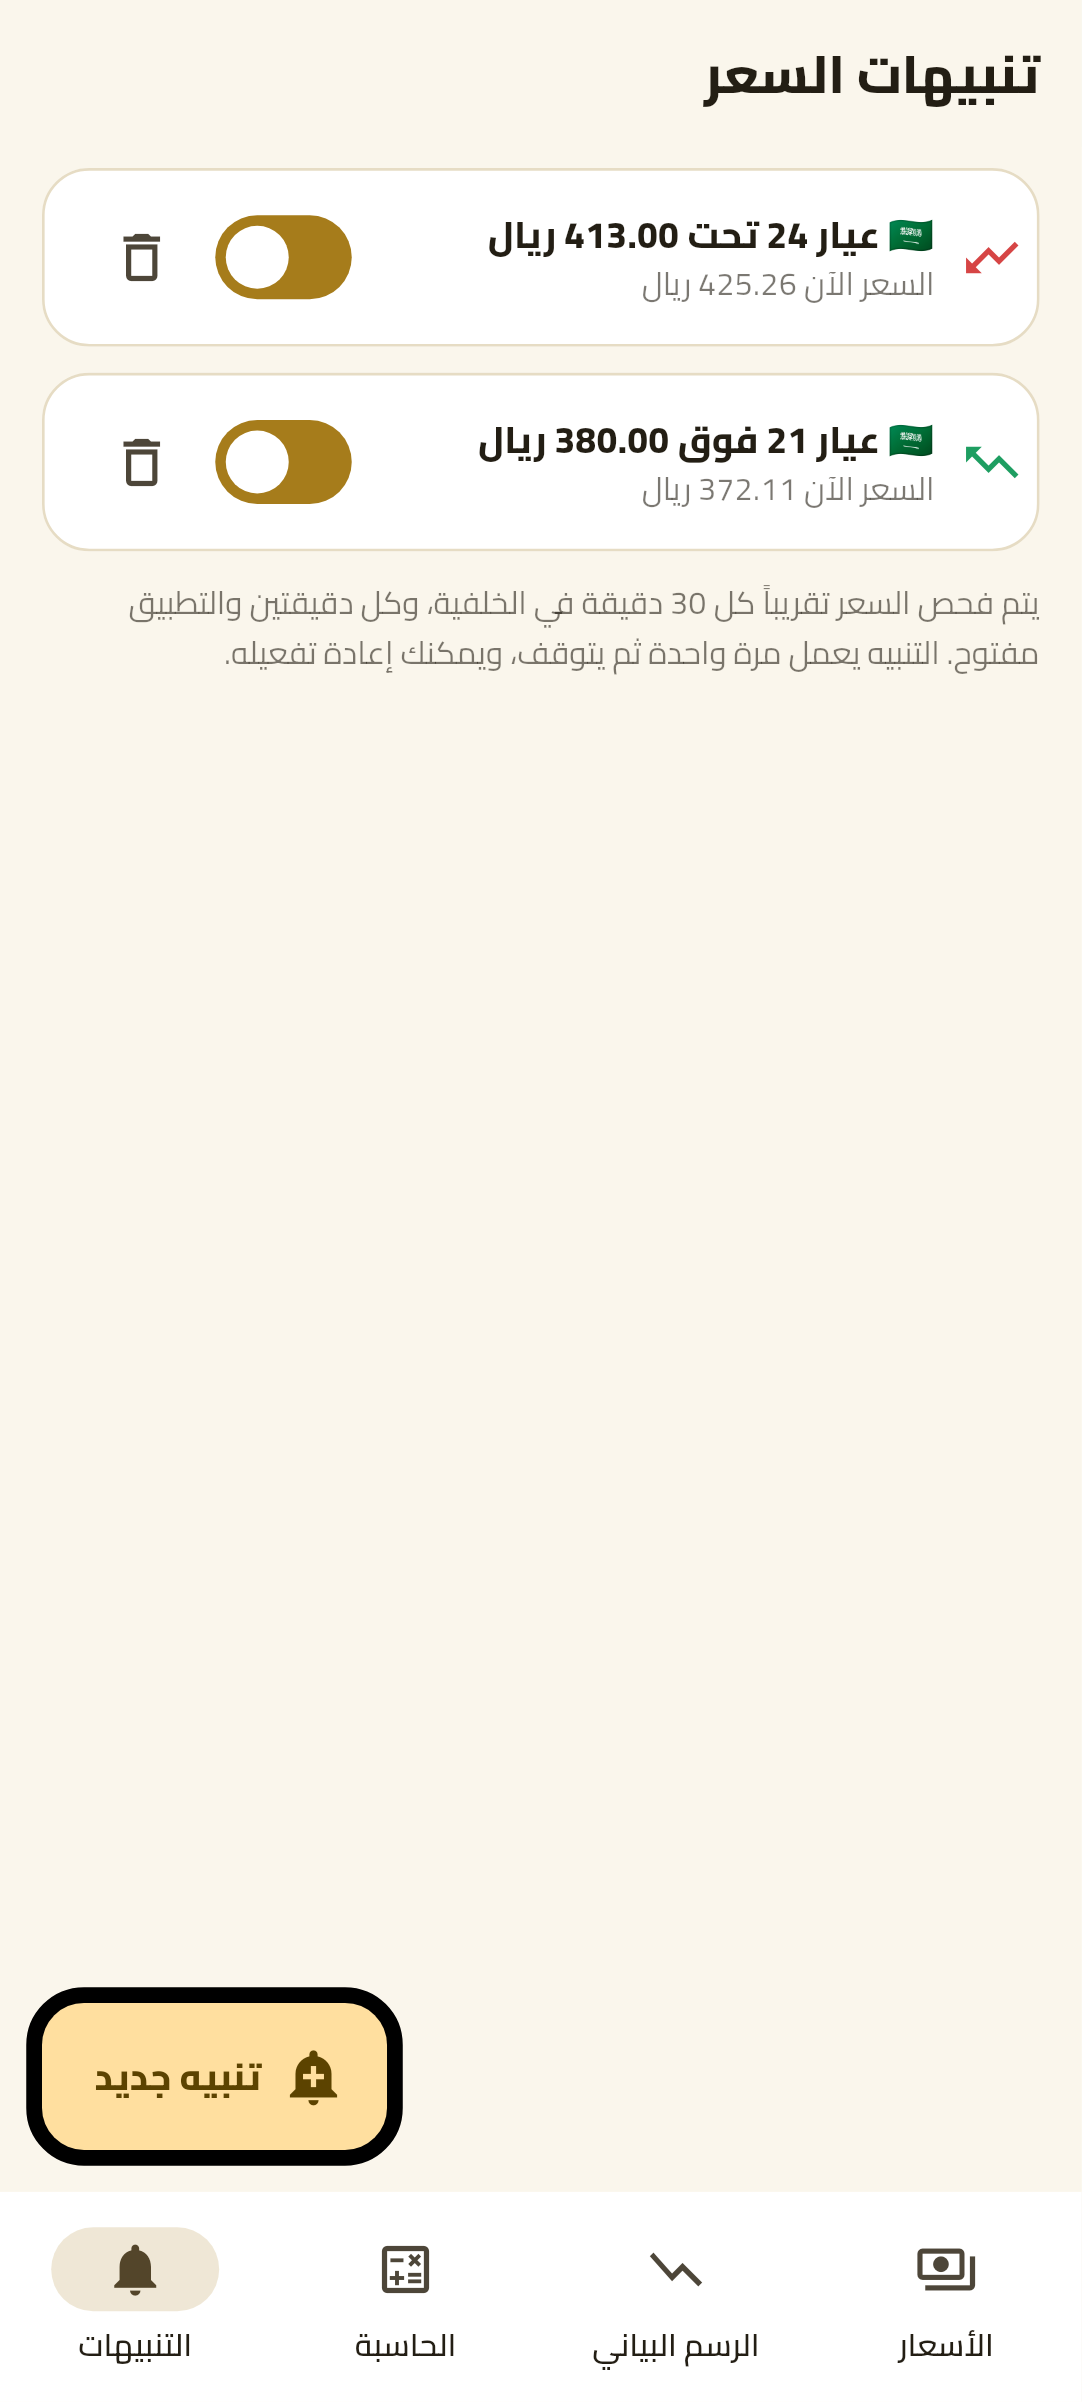 تنبيهات السعر
🇸🇦 عيار 24 تحت 413.00 ريال
السعر الآن 425.26 ريال
🇸🇦 عيار 21 فوق 380.00 ريال
السعر الآن 372.11 ريال
يتم فحص السعر تقريباً كل 30 دقيقة في الخلفية، وكل دقيقتين والتطبيق
مفتوح. التنبيه يعمل مرة واحدة ثم يتوقف، ويمكنك إعادة تفعيله.
تنبيه جديد
الأسعار
الرسم البياني
الحاسبة
التنبيهات